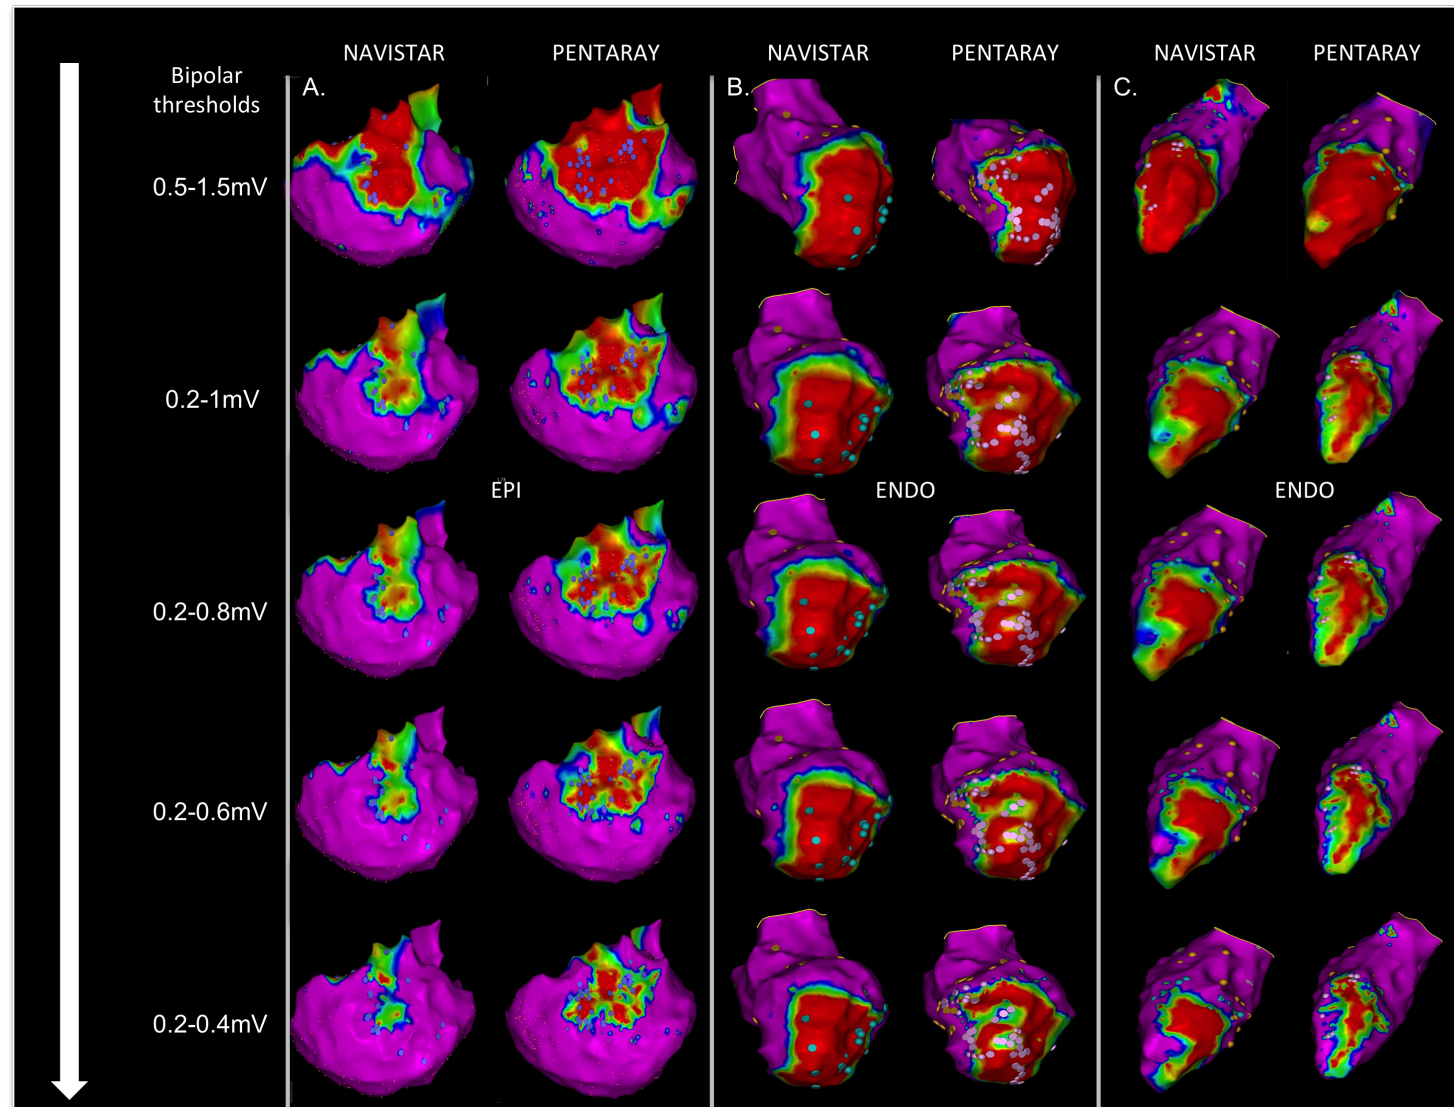 NAVISTAR PENTARAY NAVISTAR PENTARAY NAVISTAR PENTARAY
Bipolar
thresholds
A. B. C.
0.5-1.5mV
0.2-1mV
EPI ENDO ENDO
0.2-0.8mV
0.2-0.6mV
0.2-0.4mV